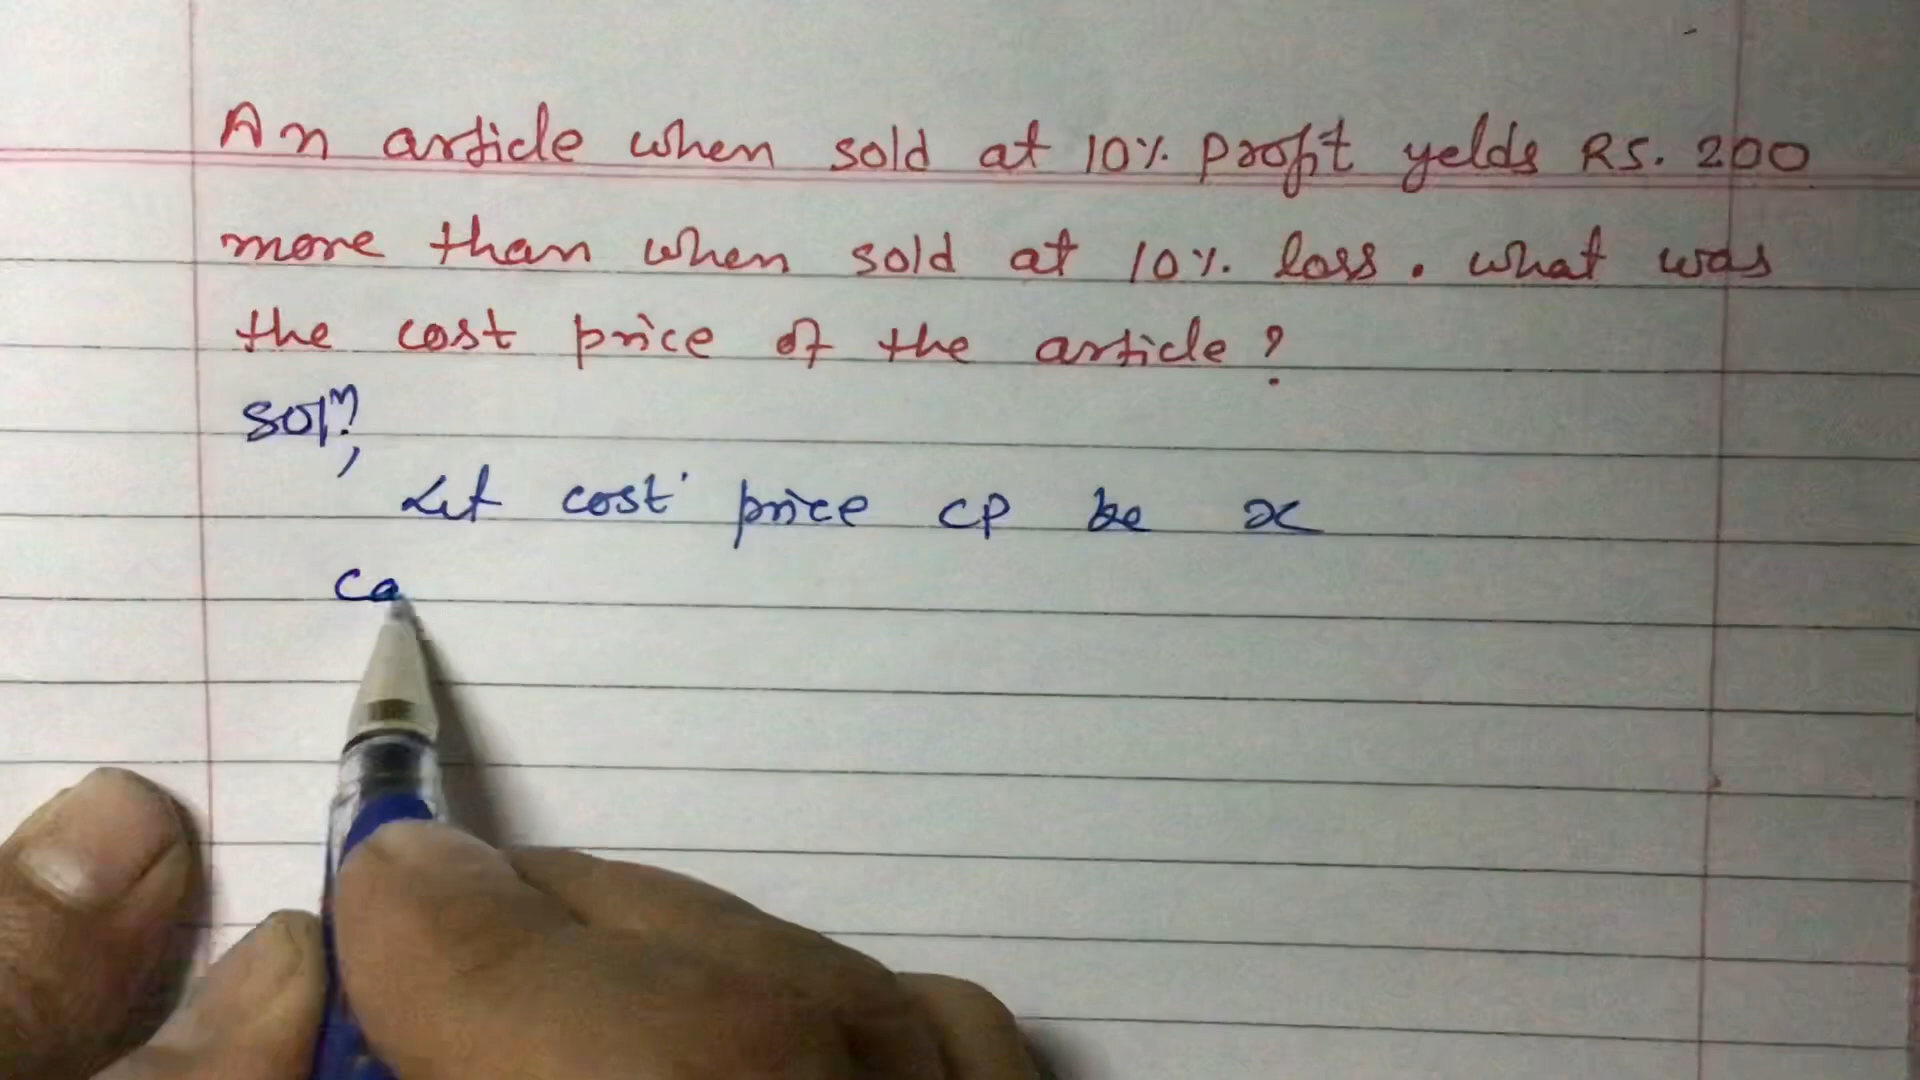 An article when sold at 10% profit yelds RS. 200
more than when sold at 10% loss. what was
the cost price of the article?
Solⁿ,
Let cost price CP be x
Ca